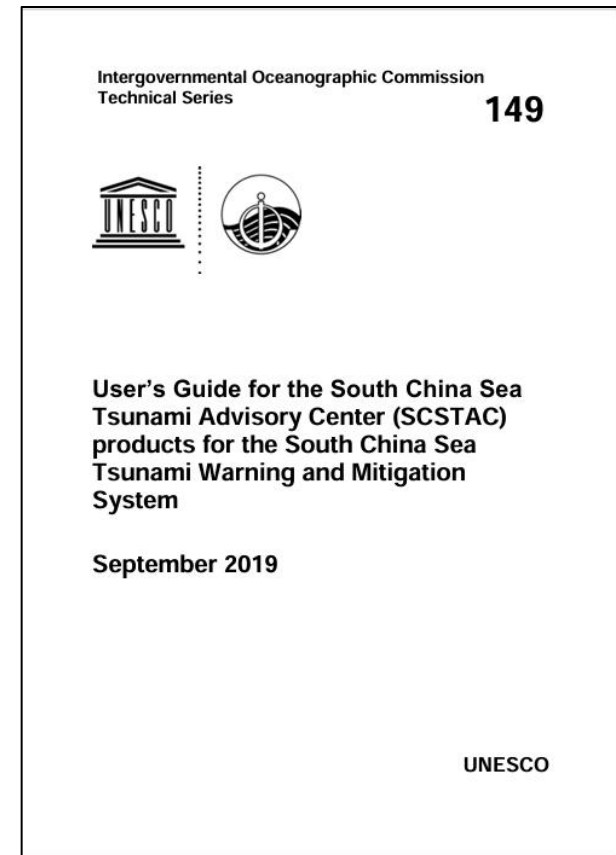 Intergovernmental Oceanographic Commission
Technical Series
149
UNESCO
User's Guide for the South China Sea
Tsunami Advisory Center (SCSTAC)
products for the South China Sea
Tsunami Warning and Mitigation
System
September 2019
UNESCO